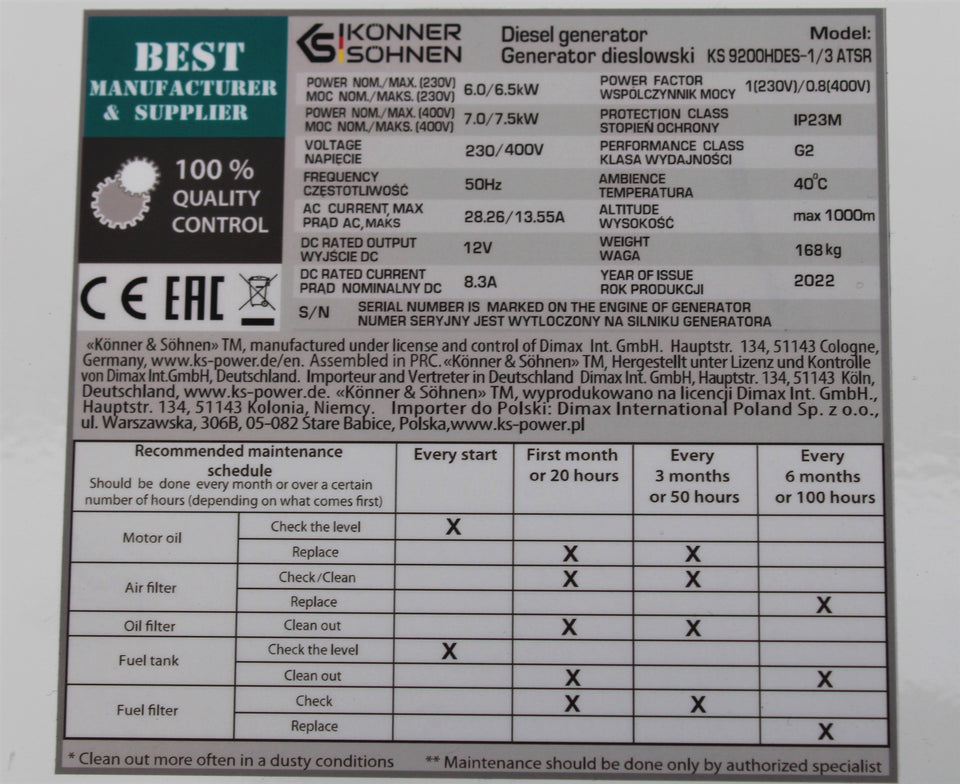 BEST
MANUFACTURER
& SUPPLIER
100 %
QUALITY
CONTROL
CE EAC
KS KÖNNER
SÖHNEN
Diesel generator
Generator dieslowski
Model:
KS 9200HDES-1/3 ATSR
POWER NOM./MAX. (230V)
MOC NOM./MAKS. (230V)
6.0/6.5kW
POWER FACTOR
WSPÓLCZYNNIK MOCY
1(230V)/0.8(400V)
POWER NOM./MAX. (400V)
MOC NOM./MAKS. (400V)
7.0/7.5kW
PROTECTION CLASS
STOPIEŃ OCHRONY
IP23M
VOLTAGE
NAPIĘCIE
230/400V
PERFORMANCE CLASS
KLASA WYDAJNOŚCI
G2
FREQUENCY
CZĘSTOTLIWOŚĆ
50Hz
AMBIENCE
TEMPERATURA
40°C
AC CURRENT, MAX
PRĄD AC, MAKS
28.26/13.55A
ALTITUDE
WYSOKOŚĆ
max 1000m
DC RATED OUTPUT
WYJŚCIE DC
12V
WEIGHT
WAGA
168kg
DC RATED CURRENT
PRĄD NOMINALNY DC
8.3A
YEAR OF ISSUE
ROK PRODUKCJI
2022
S/N
SERIAL NUMBER IS MARKED ON THE ENGINE OF GENERATOR
NUMER SERYJNY JEST WYTLOCZONY NA SILNIKU GENERATORA
«Könner & Söhnen» TM, manufactured under license and control of Dimax Int. GmbH. Hauptstr. 134, 51143 Cologne,
Germany, www.ks-power.de/en. Assembled in PRC. «Könner & Söhnen» TM, Hergestellt unter Lizenz und Kontrolle
von Dimax Int.GmbH, Deutschland. Importeur and Vertreter in Deutschland Dimax Int. GmbH, Hauptstr. 134, 51143 Köln,
Deutschland, www.ks-power.de. «Könner & Söhnen» TM, wyprodukowano na licencji Dimax Int. GmbH.,
Hauptstr. 134, 51143 Kolonia, Niemcy. Importer do Polski: Dimax International Poland Sp. z o.o.,
ul. Warszawska, 306B, 05-082 Stare Babice, Polska,www.ks-power.pl
Recommended maintenance
schedule
Should be done every month or over a certain
number of hours (depending on what comes first)
Every start
First month
or 20 hours
Every
3 months
or 50 hours
Every
6 months
or 100 hours
Motor oil
Check the level X
Replace X X
Air filter
Check/Clean X X
Replace X
Oil filter
Clean out X X
Fuel tank
Check the level X
Clean out X X
Fuel filter
Check X X
Replace X
* Clean out more often in a dusty conditions ** Maintenance should be done only by authorized specialist